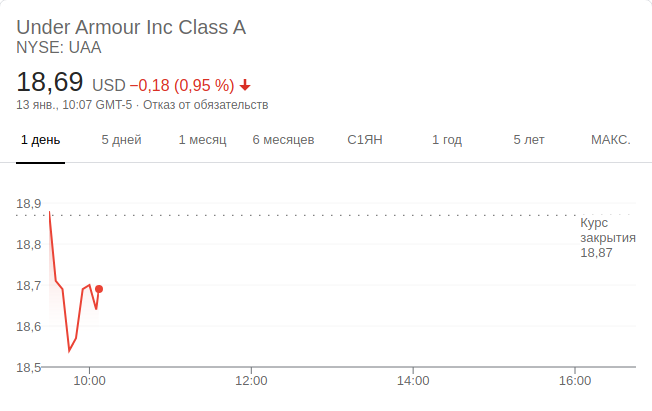 Under Armour Inc Class A
NYSE: UAA
18,69 USD −0,18 (0,95 %)
13 янв., 10:07 GMT-5 · Отказ от обязательств
1 день 5 дней 1 месяц 6 месяцев С1ЯН 1 год 5 лет МАКС.
18,9
Курс
закрытия
18,87
18,8
18,7
18,6
18,5
10:00 12:00 14:00 16:00